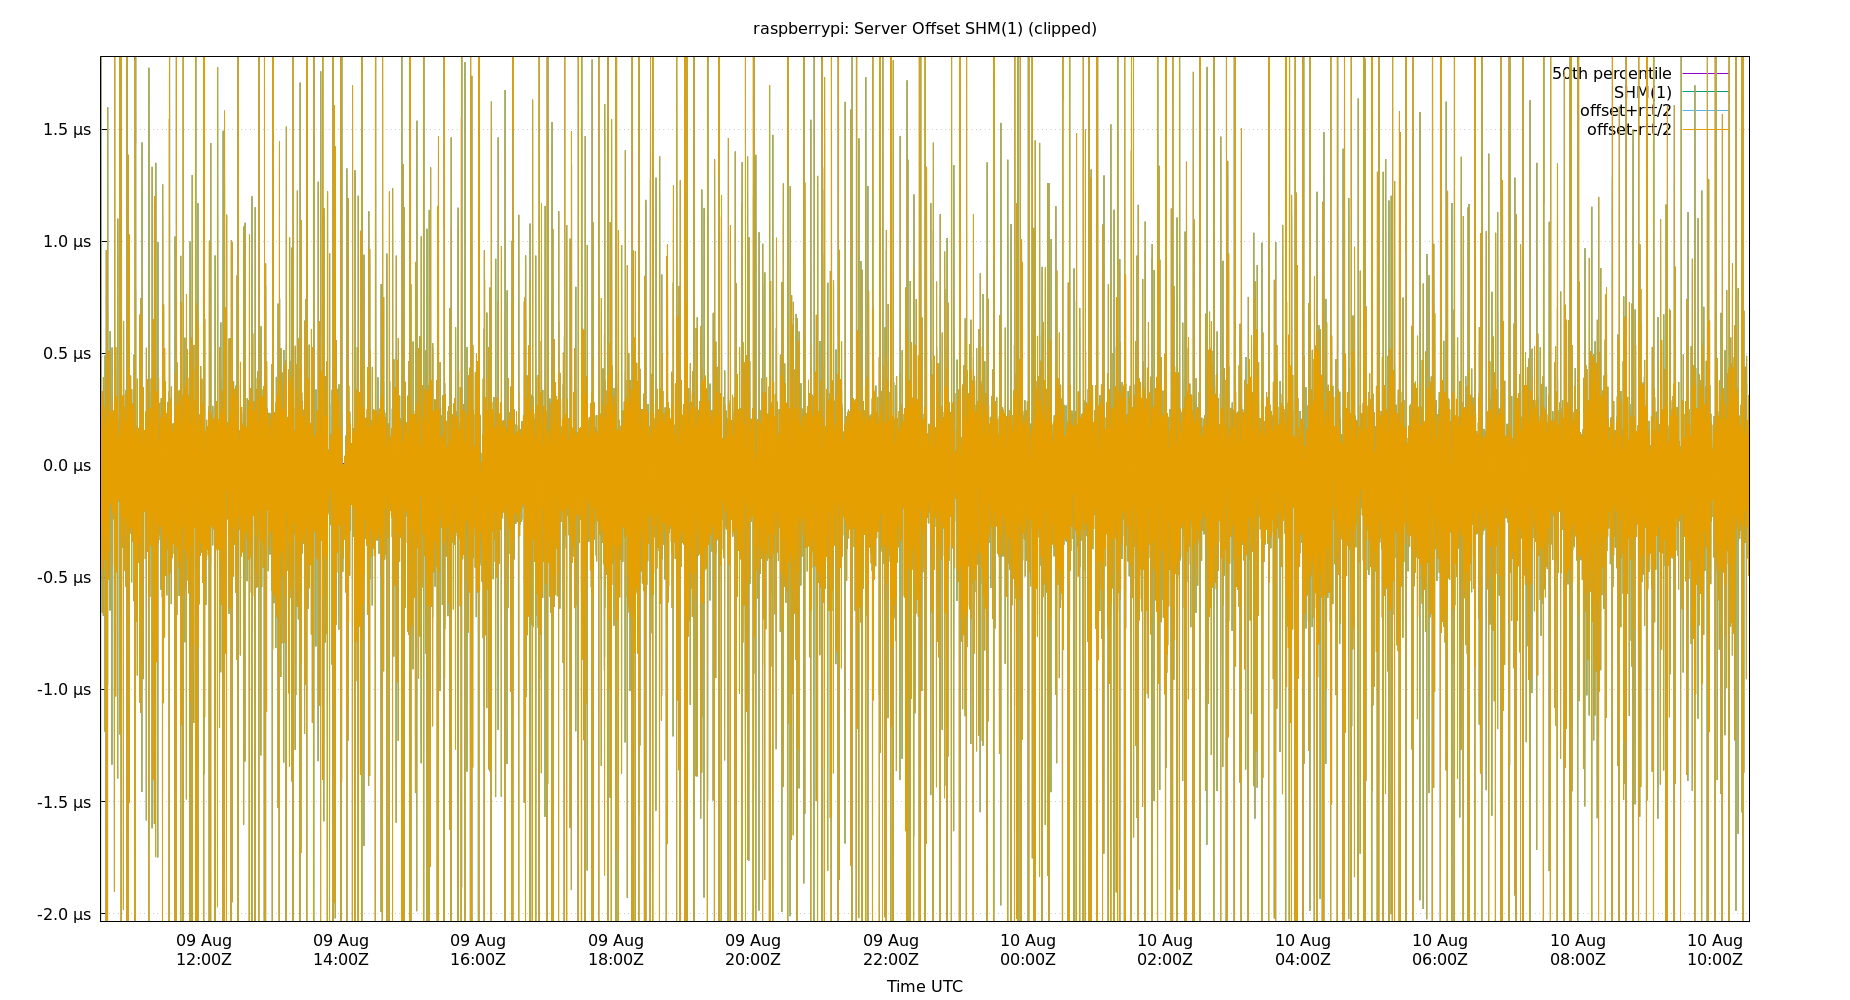 raspberrypi: Server Offset SHM(1) (clipped)
50th percentile
SHM(1)
offset+rtt/2
offset-rtt/2
1.5 µs
1.0 µs
0.5 µs
0.0 µs
-0.5 µs
-1.0 µs
-1.5 µs
-2.0 µs
09 Aug 09 Aug 09 Aug 09 Aug 09 Aug 09 Aug 10 Aug 10 Aug 10 Aug 10 Aug 10 Aug 10 Aug
12:00Z 14:00Z 16:00Z 18:00Z 20:00Z 22:00Z 00:00Z 02:00Z 04:00Z 06:00Z 08:00Z 10:00Z
Time UTC